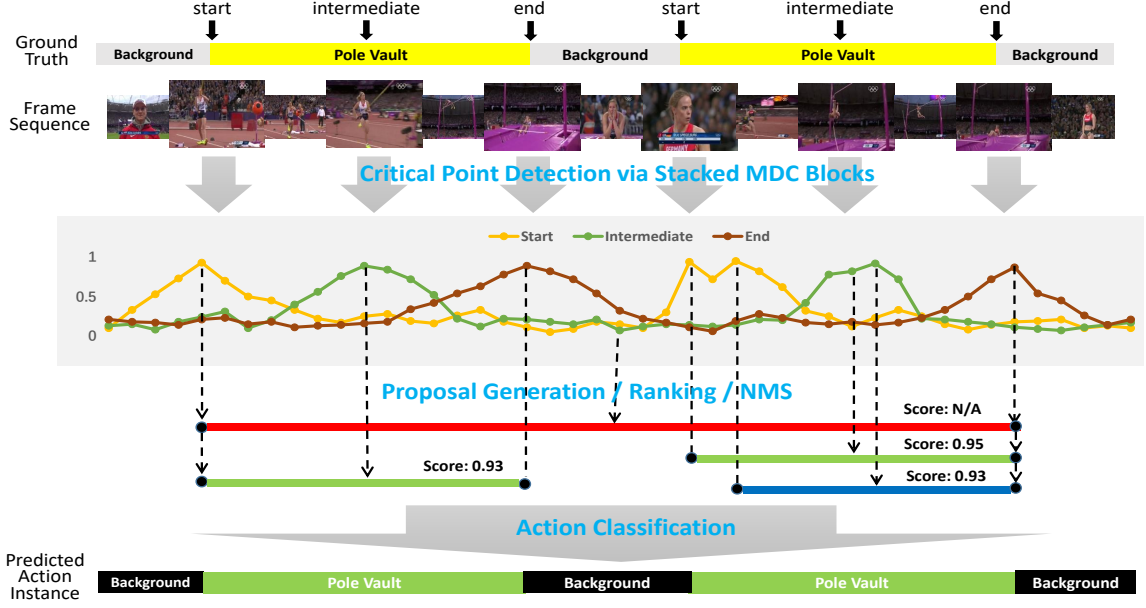 start intermediate end start intermediate end
Ground
Truth
Background Pole Vault Background Pole Vault Background
Frame
Sequence
GERMANY
Critical Point Detection via Stacked MDC Blocks
Start Intermediate End
1
0.5
0
Proposal Generation / Ranking / NMS
Score: N/A
Score: 0.95
Score: 0.93 Score: 0.93
Action Classification
Predicted
Action
Instance
Background Pole Vault Background Pole Vault Background